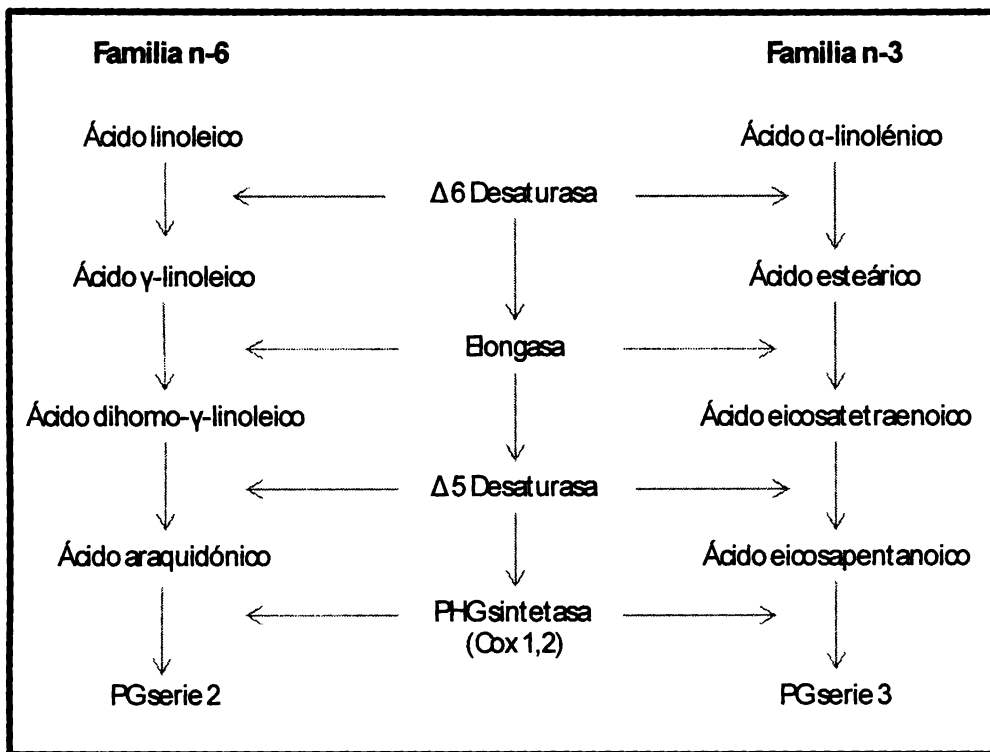 Familia n-6 Familia n-3
Ácido linoleico Ácido α-linolénico
Δ6 Desaturasa
Ácido γ-linoleico Ácido esteárico
Elongasa
Ácido dihomo-γ-linoleico Ácido eicosatetraenoico
Δ5 Desaturasa
Ácido araquidónico Ácido eicosapentanoico
PHG sintetasa
(Cox 1,2)
PG serie 2 PG serie 3